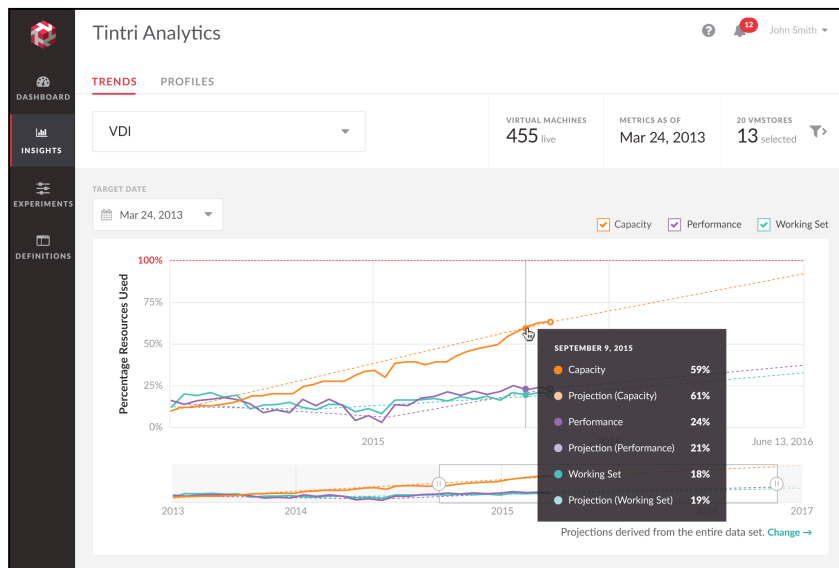 Tintri Analytics
12
John Smith
DASHBOARD
INSIGHTS
EXPERIMENTS
DEFINITIONS
TRENDS PROFILES
VDI
VIRTUAL MACHINES
455 live
METRICS AS OF
Mar 24, 2013
20 VMSTORES
13 selected
TARGET DATE
Mar 24, 2013
Capacity Performance Working Set
Percentage Resources Used
100%
75%
50%
25%
0%
2015
June 13, 2016
SEPTEMBER 9, 2015
Capacity 59%
Projection (Capacity) 61%
Performance 24%
Projection (Performance) 21%
Working Set 18%
Projection (Working Set) 19%
2013 2014 2015 2017
Projections derived from the entire data set. Change →